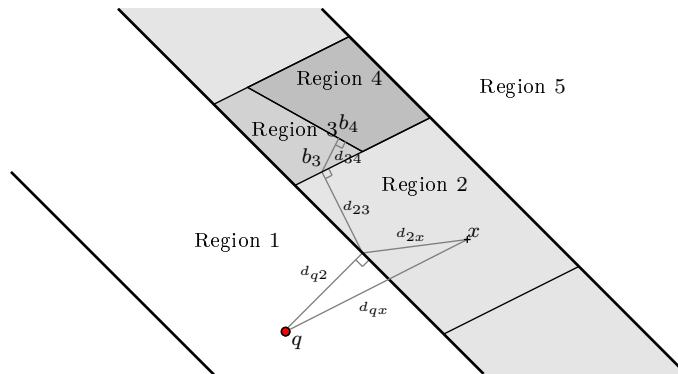 Region 4
Region 5
Region 3
b4
b3
d34
Region 2
d23
Region 1
d2x
x
dq2
dqx
q